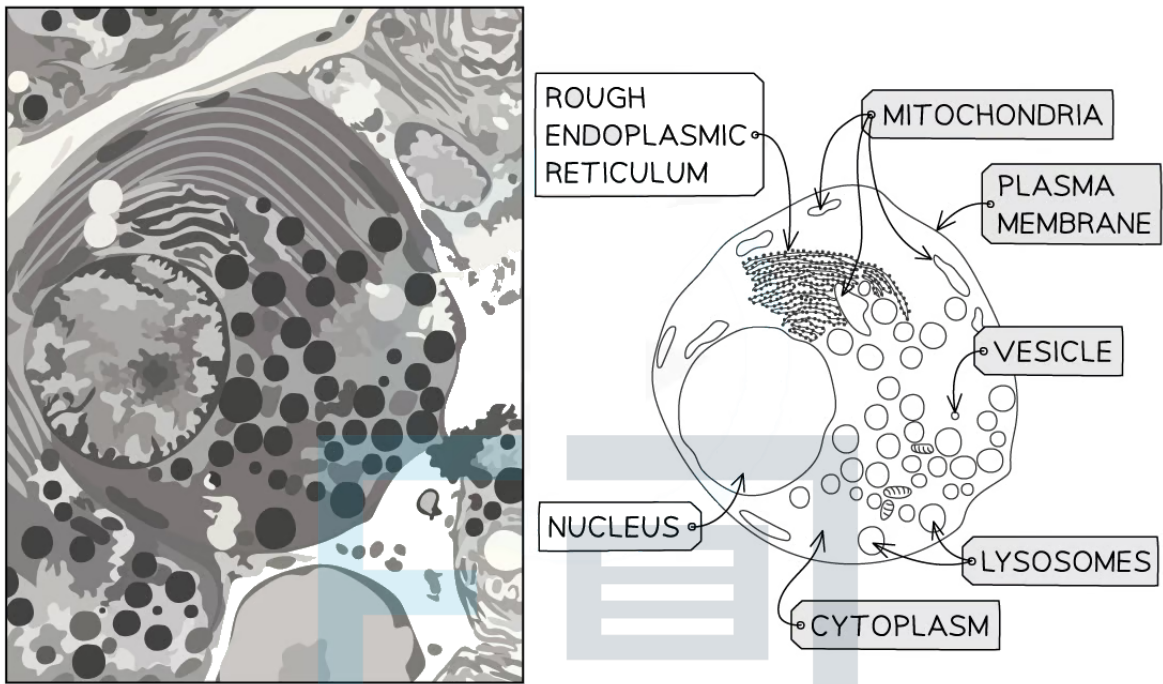 ROUGH
ENDOPLASMIC
RETICULUM
MITOCHONDRIA
PLASMA
MEMBRANE
VESICLE
NUCLEUS
LYSOSOMES
CYTOPLASM